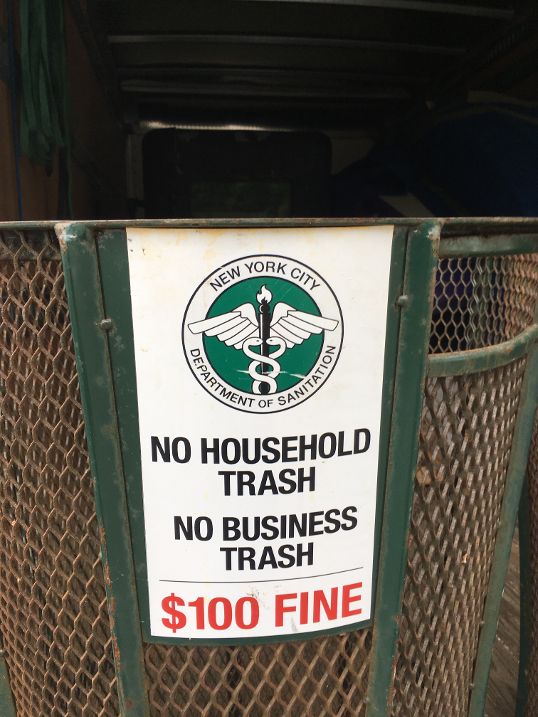 NEW YORK CITY
DEPARTMENT OF SANITATION
NO HOUSEHOLD
TRASH
NO BUSINESS
TRASH
$100 FINE